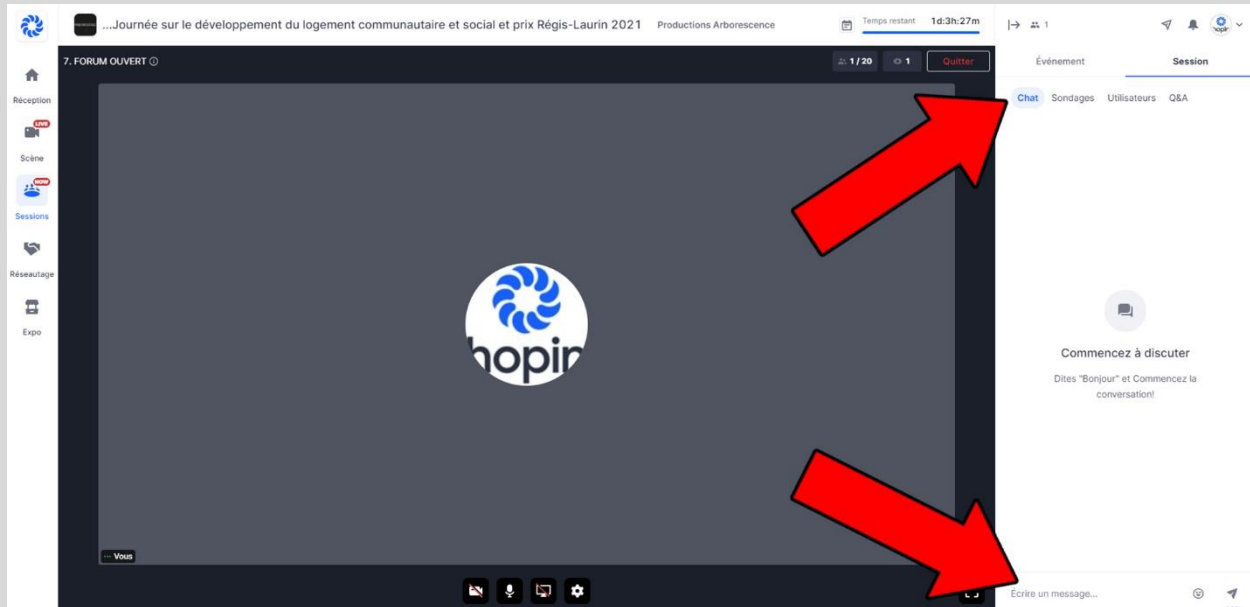 ...Journée sur le développement du logement communautaire et social et prix Régis-Laurin 2021 Productions Arborescence Temps restant 1d:3h:27m 1
hopin
7. FORUM OUVERT 1 / 20 1 Quitter
Événement Session
Chat Sondages Utilisateurs Q&A
Réception
LIVE
Scène
NOW
Sessions
Réseautage
Expo
hopin
Commencez à discuter
Dites "Bonjour" et Commencez la
conversation!
... Vous
Écrire un message...